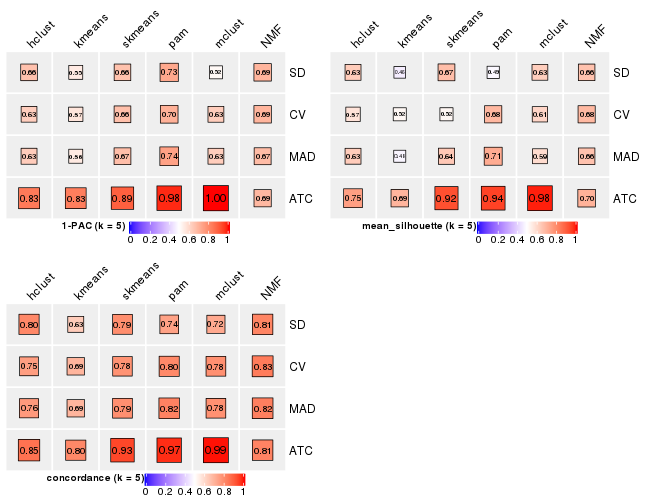 hclust kmeans skmeans pam mclust NMF
0.66 0.55 0.66 0.73 0.52 0.69 SD
0.63 0.57 0.66 0.70 0.63 0.69 CV
0.63 0.56 0.67 0.74 0.63 0.67 MAD
0.83 0.83 0.89 0.98 1.00 0.69 ATC
1-PAC (k = 5)
0 0.2 0.4 0.6 0.8 1
hclust kmeans skmeans pam mclust NMF
0.63 0.46 0.67 0.49 0.63 0.66 SD
0.57 0.52 0.52 0.68 0.61 0.68 CV
0.63 0.64 0.71 0.59 0.66 MAD
0.75 0.69 0.92 0.94 0.98 0.70 ATC
mean_silhouette (k = 5)
0 0.2 0.4 0.6 0.8 1
hclust kmeans skmeans pam mclust NMF
0.80 0.63 0.79 0.74 0.72 0.81 SD
0.75 0.69 0.78 0.80 0.78 0.83 CV
0.76 0.69 0.79 0.82 0.78 0.82 MAD
0.85 0.80 0.93 0.97 0.99 0.81 ATC
concordance (k = 5)
0 0.2 0.4 0.6 0.8 1